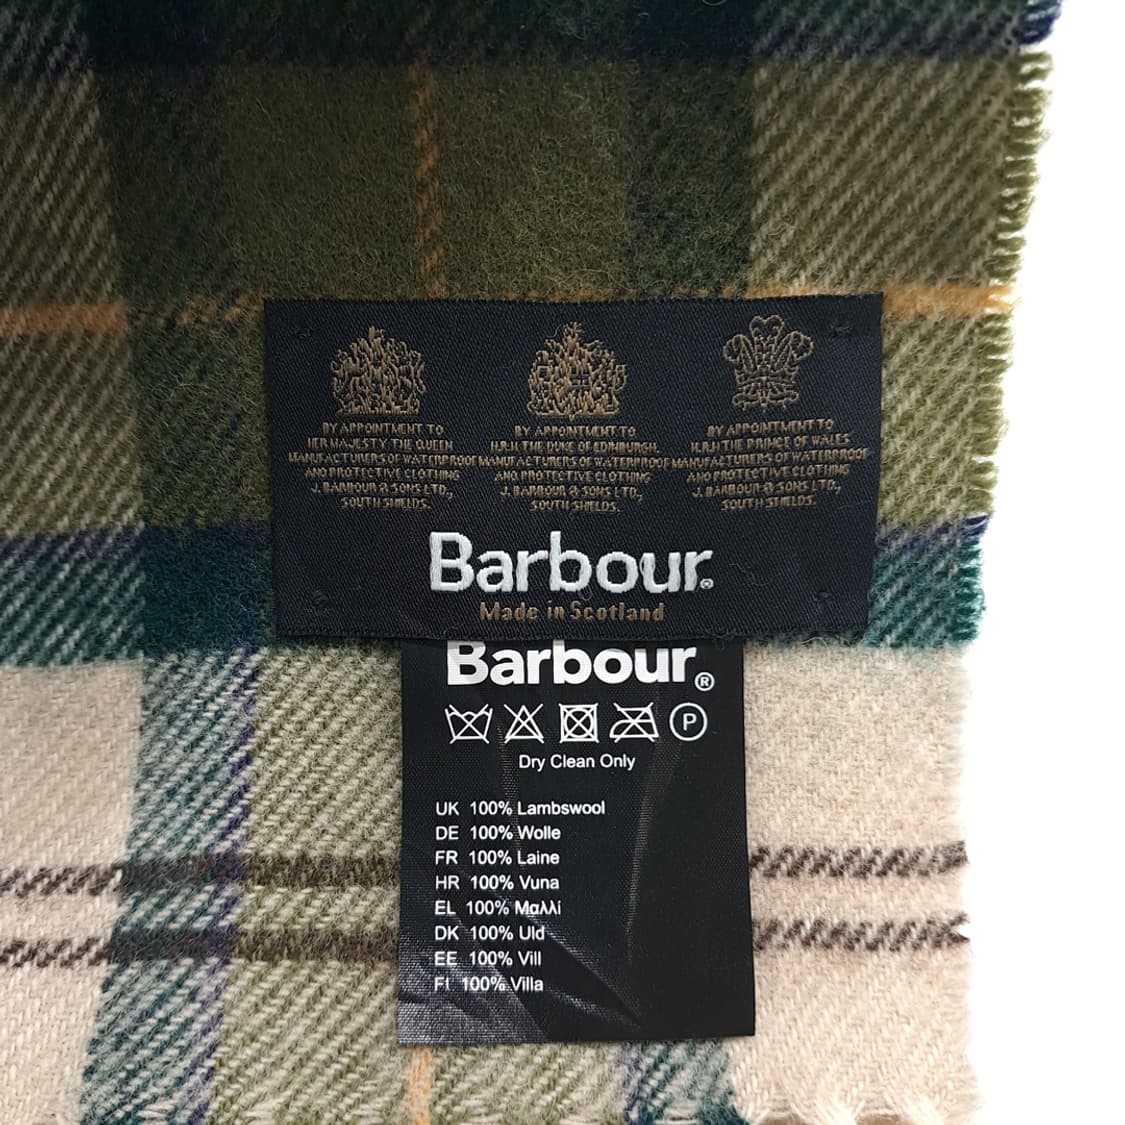 BY APPOINTMENT TO
HER MAJESTY THE QUEEN
MANUFACTURERS OF WATERPROOF
AND PROTECTIVE CLOTHING
J. BARBOUR & SONS LTD.,
SOUTH SHIELDS.
BY APPOINTMENT TO
H.R.H. THE DUKE OF EDINBURGH.
MANUFACTURERS OF WATERPROOF
AND PROTECTIVE CLOTHING
J. BARBOUR & SONS LTD.,
SOUTH SHIELDS.
BY APPOINTMENT TO
H.R.H THE PRINCE OF WALES
MANUFACTURERS OF WATERPROOF
AND PROTECTIVE CLOTHING
J. BARBOUR & SONS LTD.,
SOUTH SHIELDS.
Barbour®
Made in Scotland
Barbour®
P
Dry Clean Only
UK 100% Lambswool
DE 100% Wolle
FR 100% Laine
HR 100% Vuna
EL 100% Μαλλί
DK 100% Uld
EE 100% Vill
FI 100% Villa